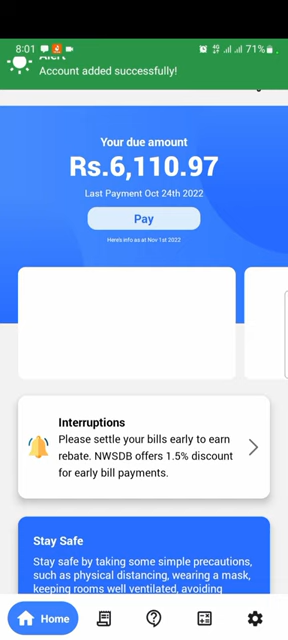 8:01 71%
Alert
Account added successfully!
Your due amount
Rs.6,110.97
Last Payment Oct 24th 2022
Pay
Here's info as at Nov 1st 2022
Interruptions
Please settle your bills early to earn
rebate. NWSDB offers 1.5% discount
for early bill payments.
Stay Safe
Stay safe by taking some simple precautions,
such as physical distancing, wearing a mask,
keeping rooms well ventilated, avoiding
Home